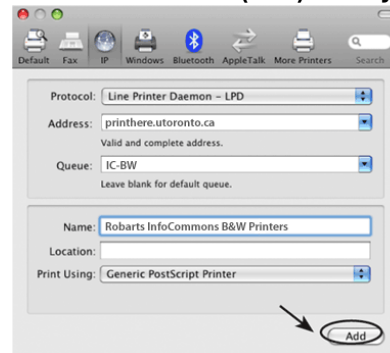 Default Fax IP Windows Bluetooth AppleTalk More Printers Search
Protocol: Line Printer Daemon – LPD
Address: printhere.utoronto.ca
Valid and complete address.
Queue: IC-BW
Leave blank for default queue.
Name: Robarts InfoCommons B&W Printers
Location:
Print Using: Generic PostScript Printer
Add